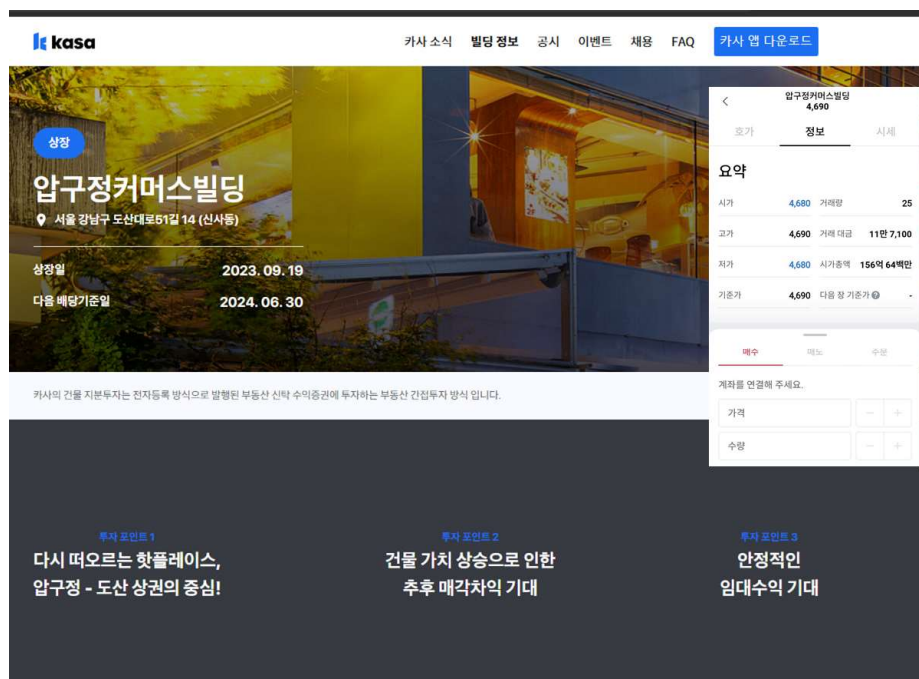 kasa
카사 소식 빌딩 정보 공시 이벤트 채용 FAQ 카사 앱 다운로드
상장
압구정커머스빌딩
서울 강남구 도산대로51길 14 (신사동)
상장일 2023. 09. 19
다음 배당기준일 2024. 06. 30
카사의 건물 지분투자는 전자등록 방식으로 발행된 부동산 신탁 수익증권에 투자하는 부동산 간접투자 방식 입니다.
압구정커머스빌딩
4,690
호가 정보 시세
요약
시가 4,680 거래량 25
고가 4,690 거래 대금 11만 7,100
저가 4,680 시가총액 156억 64백만
기준가 4,690 다음 장 기준가 -
매수 매도 주문
계좌를 연결해 주세요.
가격 − +
수량 − +
투자 포인트 1
다시 떠오르는 핫플레이스,
압구정 - 도산 상권의 중심!
투자 포인트 2
건물 가치 상승으로 인한
추후 매각차익 기대
투자 포인트 3
안정적인
임대수익 기대